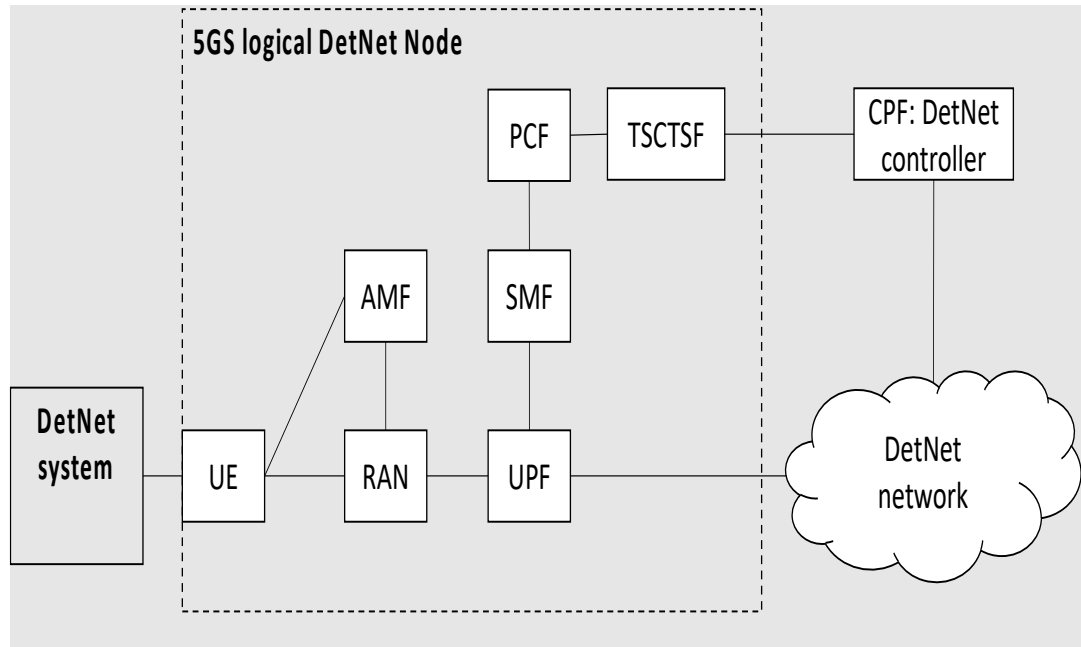 5GS logical DetNet Node
PCF
TSCTSF
CPF: DetNet
controller
AMF
SMF
DetNet
system
UE
RAN
UPF
DetNet
network